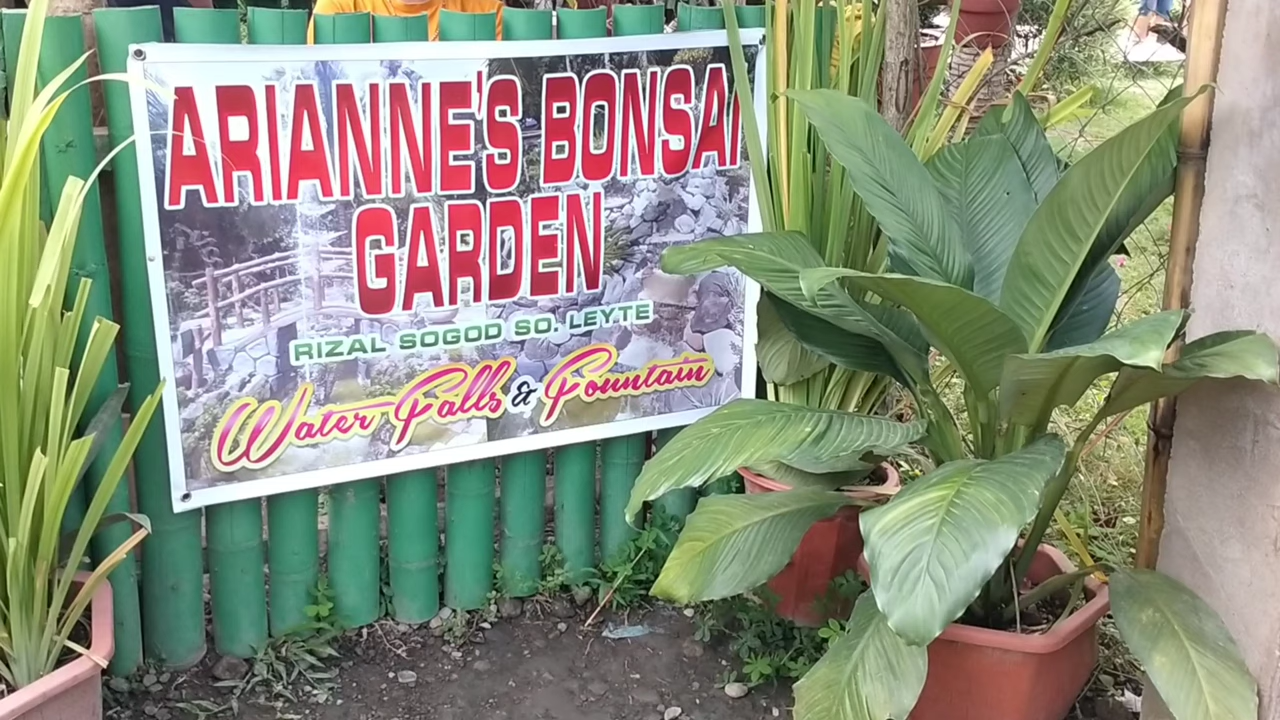 ARIANNE'S BONSAI
GARDEN
RIZAL SOGOD SO. LEYTE
Water Falls & Fountain